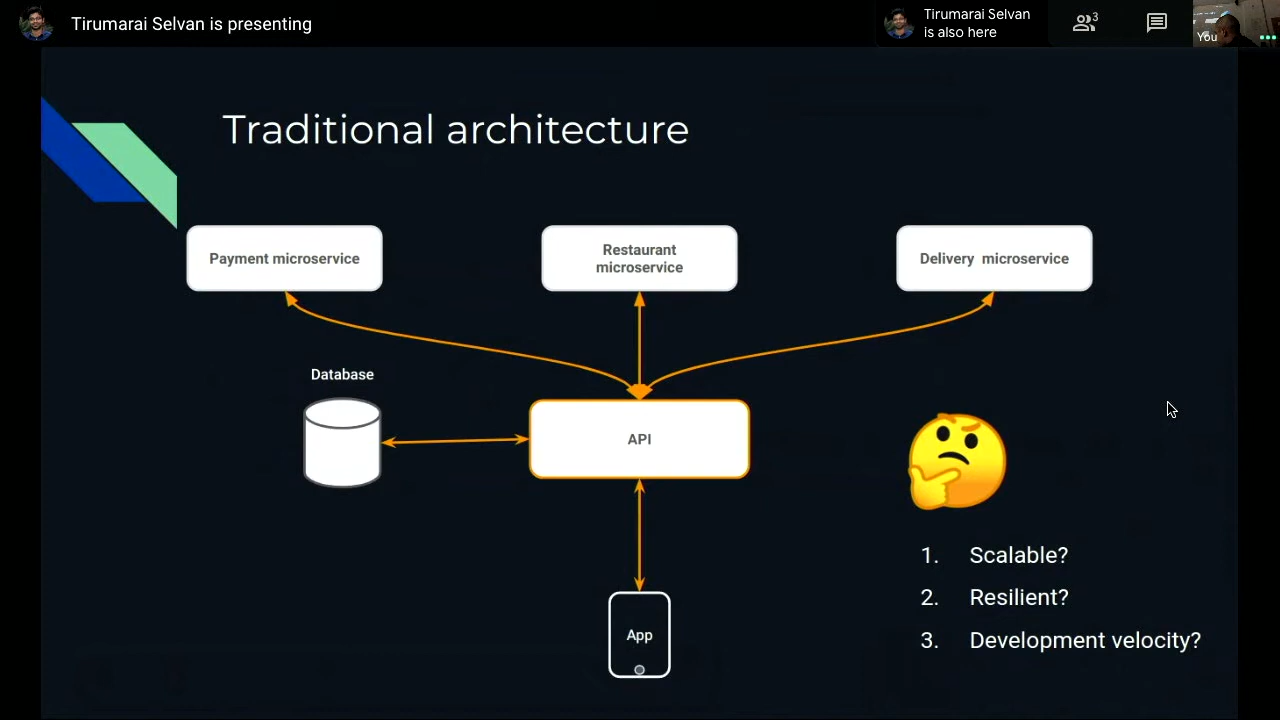 Tirumarai Selvan is presenting
Tirumarai Selvan
is also here
3
You
Traditional architecture
Payment microservice
Restaurant
microservice
Delivery microservice
Database
API
App
1. Scalable?
2. Resilient?
3. Development velocity?